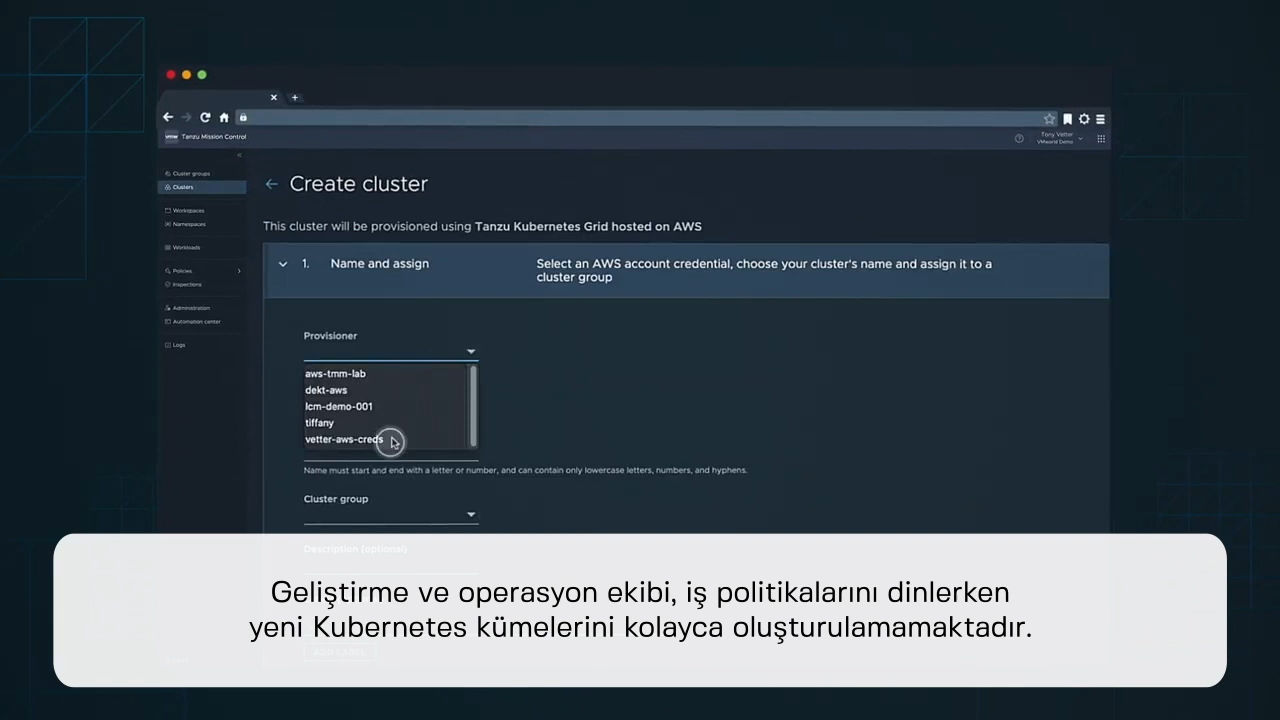 vmw Tanzu Mission Control
Tony Vetter
VMworld Demo
Cluster groups
Clusters
Workspaces
Namespaces
Workloads
Policies
Inspections
Administration
Automation center
Logs
Create cluster
This cluster will be provisioned using Tanzu Kubernetes Grid hosted on AWS
1. Name and assign
Select an AWS account credential, choose your cluster's name and assign it to a
cluster group
Provisioner
aws-tmm-lab
dekt-aws
lcm-demo-001
tiffany
vetter-aws-creds
Name must start and end with a letter or number, and can contain only lowercase letters, numbers, and hyphens.
Cluster group
Description (optional)
Geliştirme ve operasyon ekibi, iş politikalarını dinlerken
yeni Kubernetes kümelerini kolayca oluşturulamamaktadır.